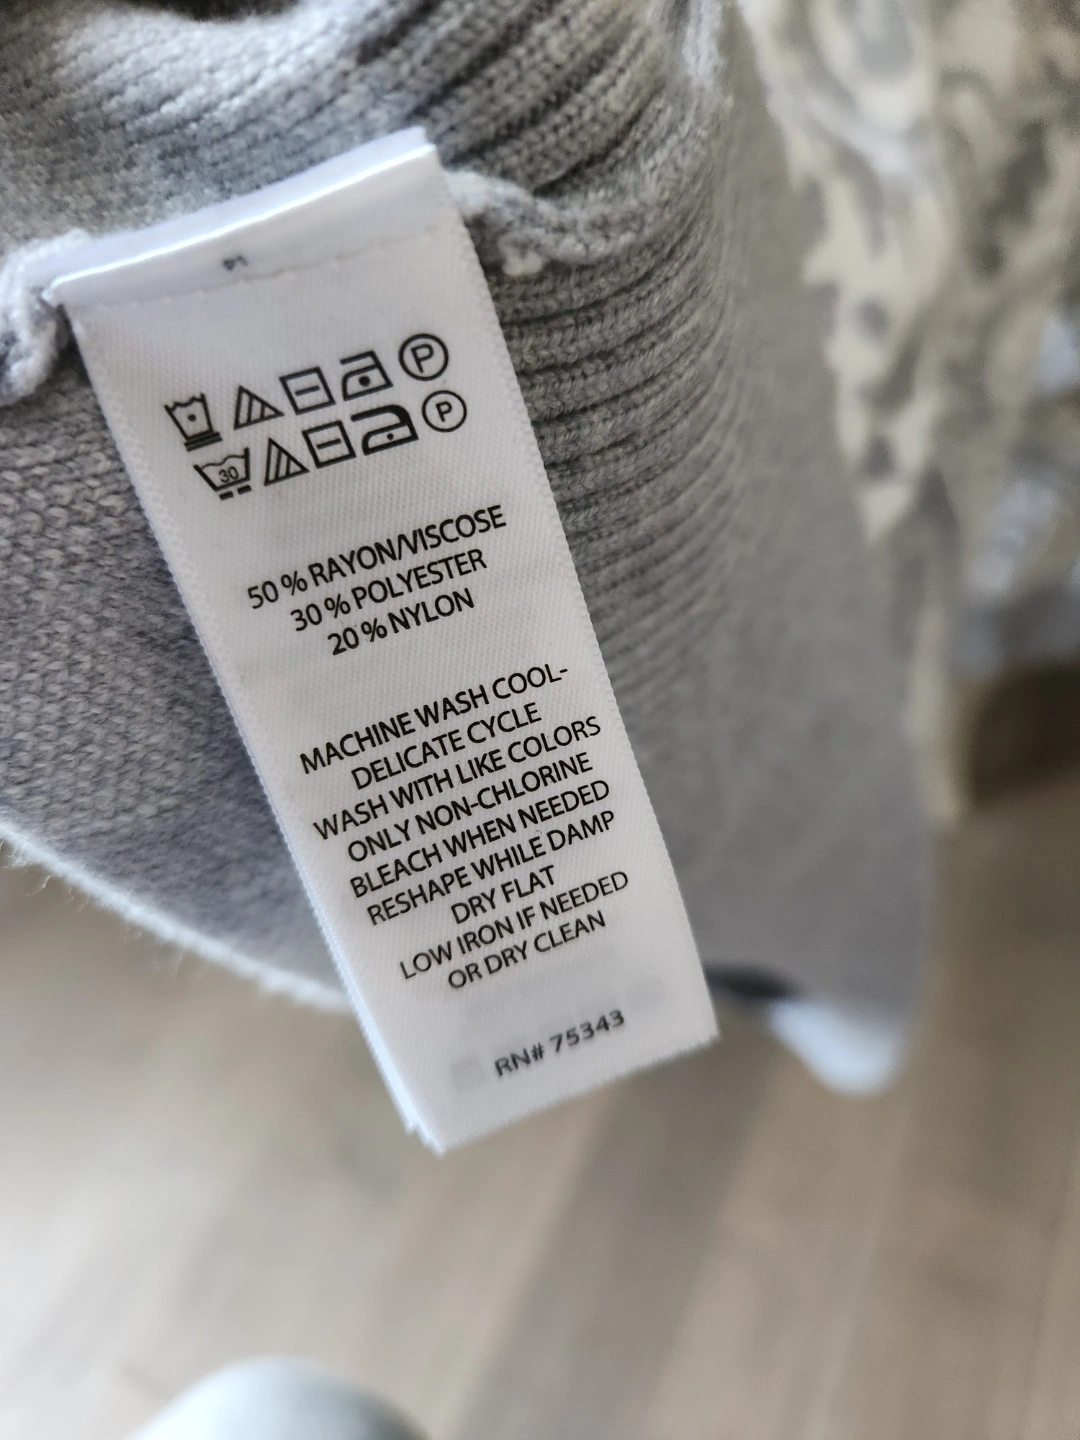 P
30 P
50 % RAYON/VISCOSE
30 % POLYESTER
20 % NYLON
MACHINE WASH COOL-
DELICATE CYCLE
WASH WITH LIKE COLORS
ONLY NON-CHLORINE
BLEACH WHEN NEEDED
RESHAPE WHILE DAMP
DRY FLAT
LOW IRON IF NEEDED
OR DRY CLEAN
RN# 75343